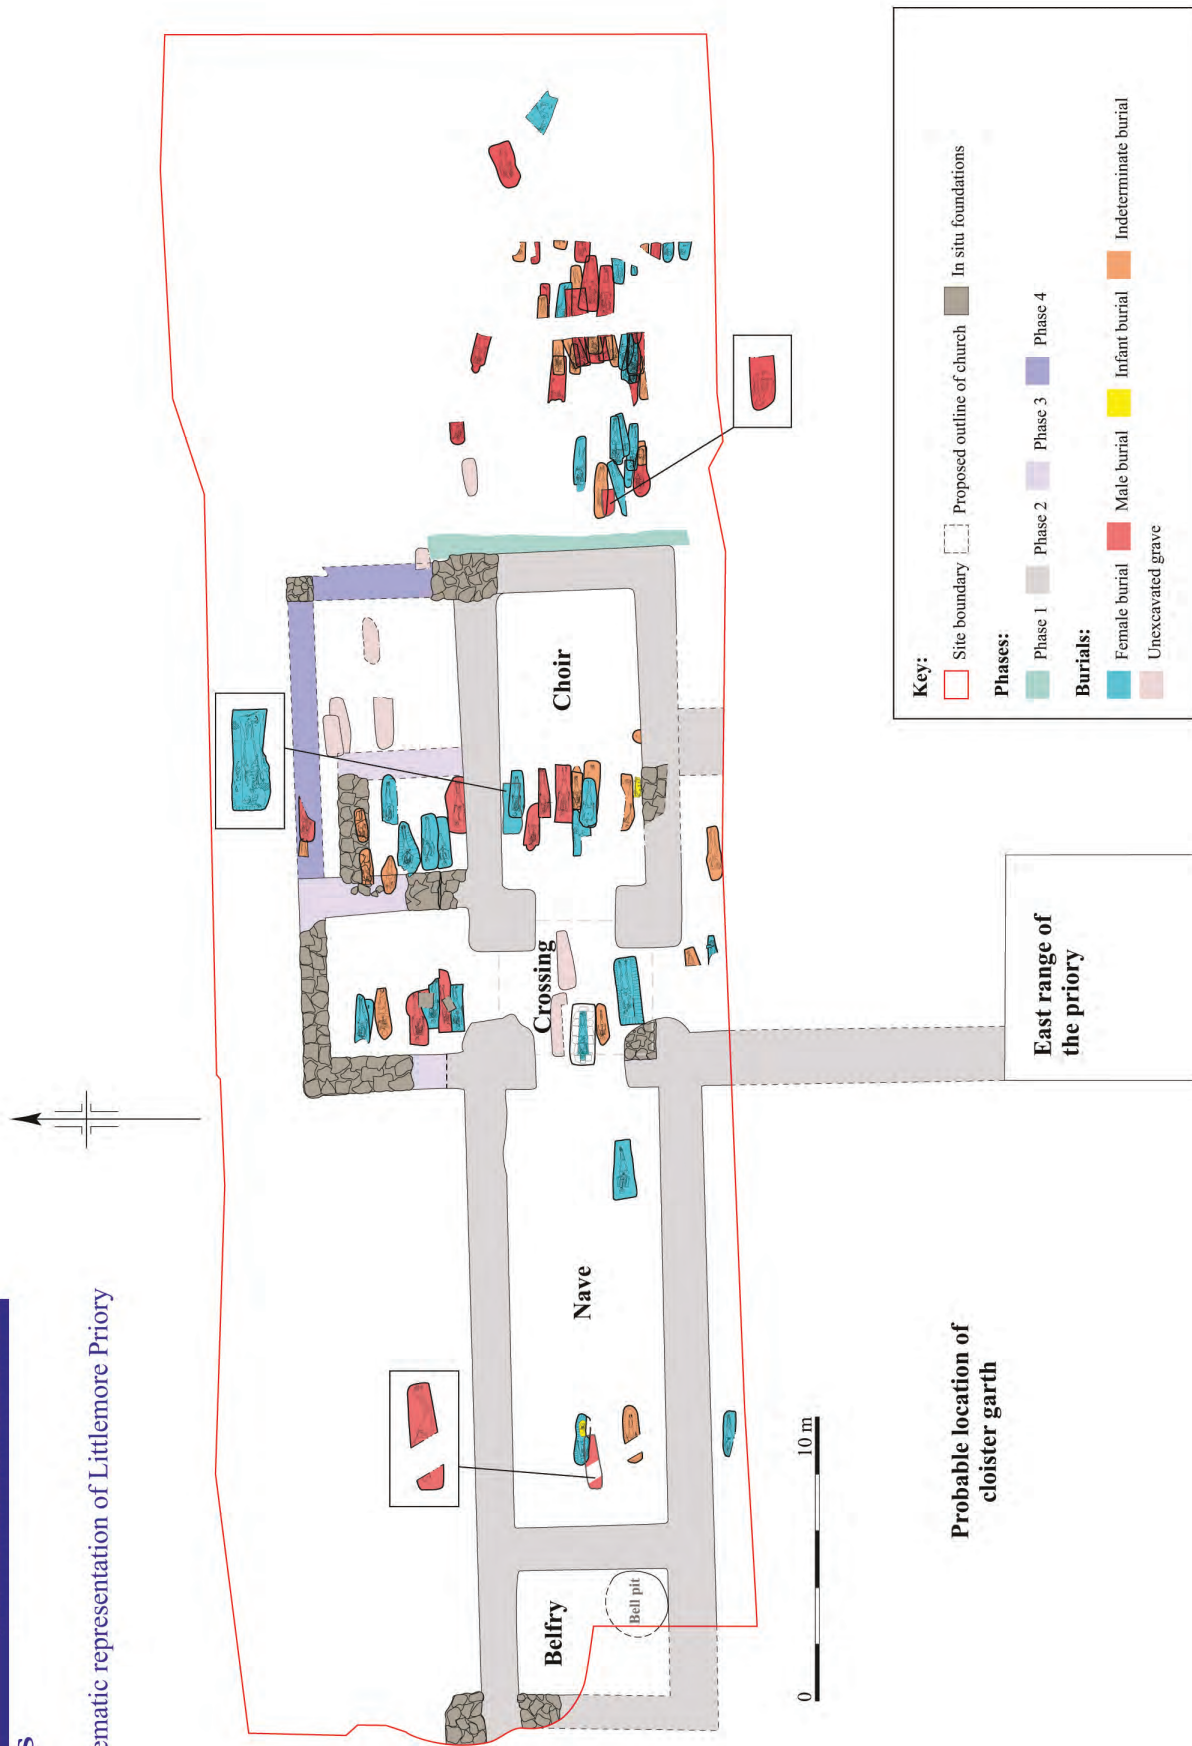 s
ematic representation of Littlemore Priory
Choir
Crossing
Nave
Belfry
Bell pit
East range of
the priory
Probable location of
cloister garth
0
10 m
Key:
Site boundary
Proposed outline of church
In situ foundations
Phases:
Phase 1
Phase 2
Phase 3
Phase 4
Burials:
Female burial
Male burial
Infant burial
Indeterminate burial
Unexcavated grave